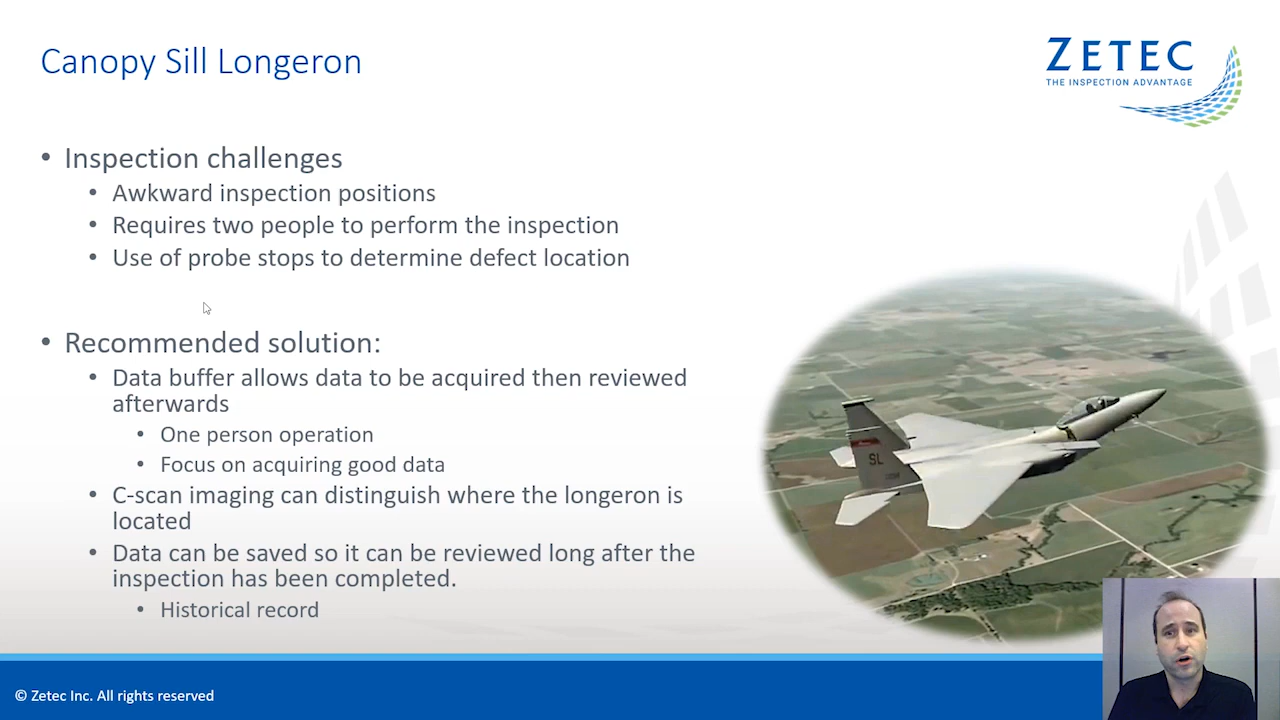 Canopy Sill Longeron
ZETEC
THE INSPECTION ADVANTAGE
• Inspection challenges
• Awkward inspection positions
• Requires two people to perform the inspection
• Use of probe stops to determine defect location
• Recommended solution:
• Data buffer allows data to be acquired then reviewed
afterwards
• One person operation
• Focus on acquiring good data
• C-scan imaging can distinguish where the longeron is
located
• Data can be saved so it can be reviewed long after the
inspection has been completed.
• Historical record
SL
© Zetec Inc. All rights reserved